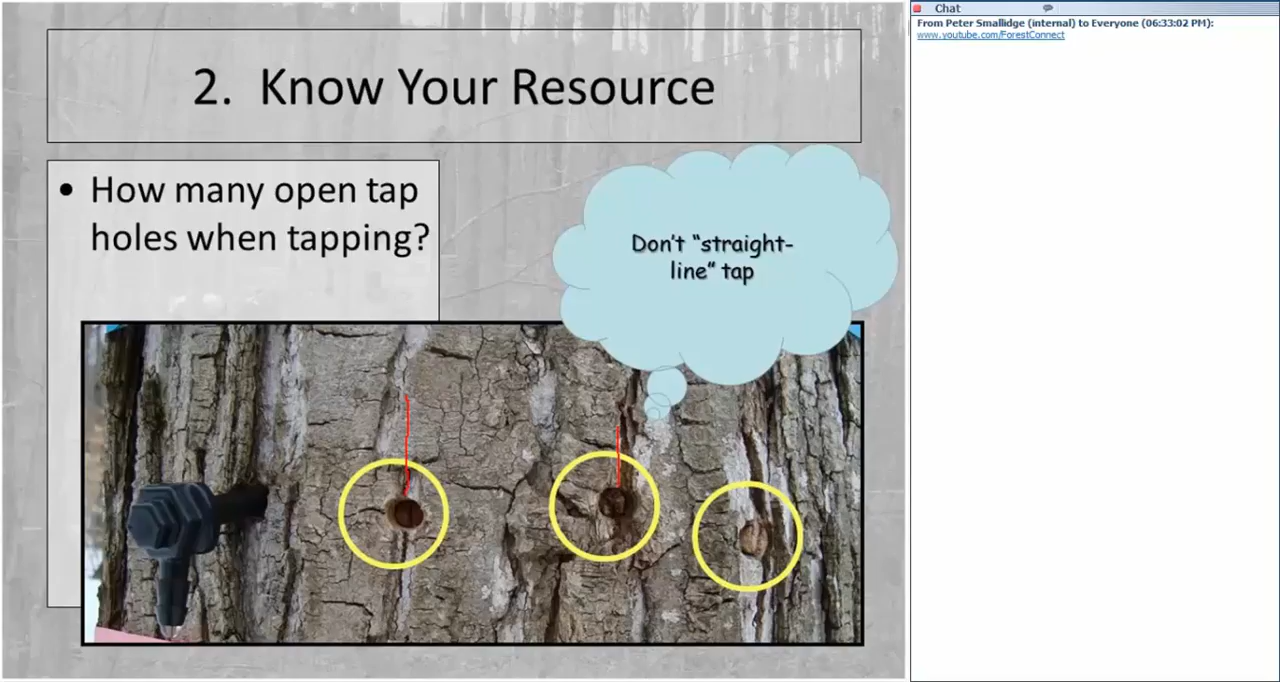 2. Know Your Resource
• How many open tap
holes when tapping?
Don't “straight-
line” tap
Chat
From Peter Smallidge (internal) to Everyone (06:33:02 PM):
www.youtube.com/ForestConnect